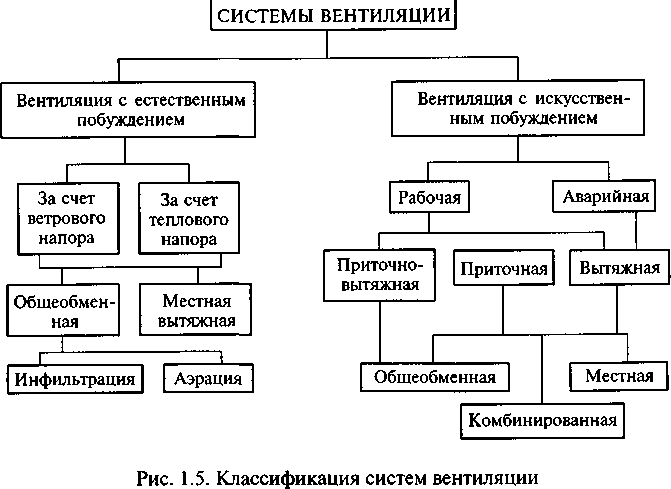 СИСТЕМЫ ВЕНТИЛЯЦИИ
Вентиляция с естественным
побуждением
Вентиляция с искусствен-
ным побуждением
За счет
ветрового
напора
За счет
теплового
напора
Рабочая
Аварийная
Общеобмен-
ная
Местная
вытяжная
Приточно-
вытяжная
Приточная
Вытяжная
Инфильтрация
Аэрация
Общеобменная
Местная
Комбинированная
Рис. 1.5. Классификация систем вентиляции